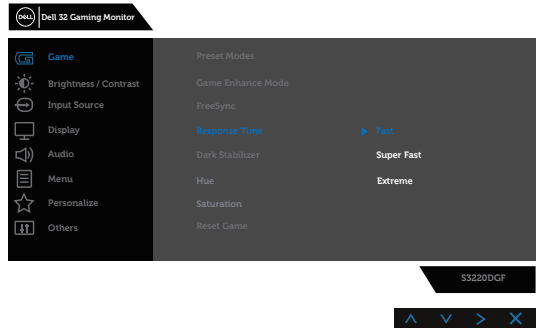 DELL
Dell 32 Gaming Monitor
Game
Preset Modes
Brightness / Contrast
Game Enhance Mode
Input Source
FreeSync
Display
Response Time
Fast
Audio
Dark Stabilizer
Super Fast
Menu
Hue
Extreme
Personalize
Saturation
Others
Reset Game
S3220DGF